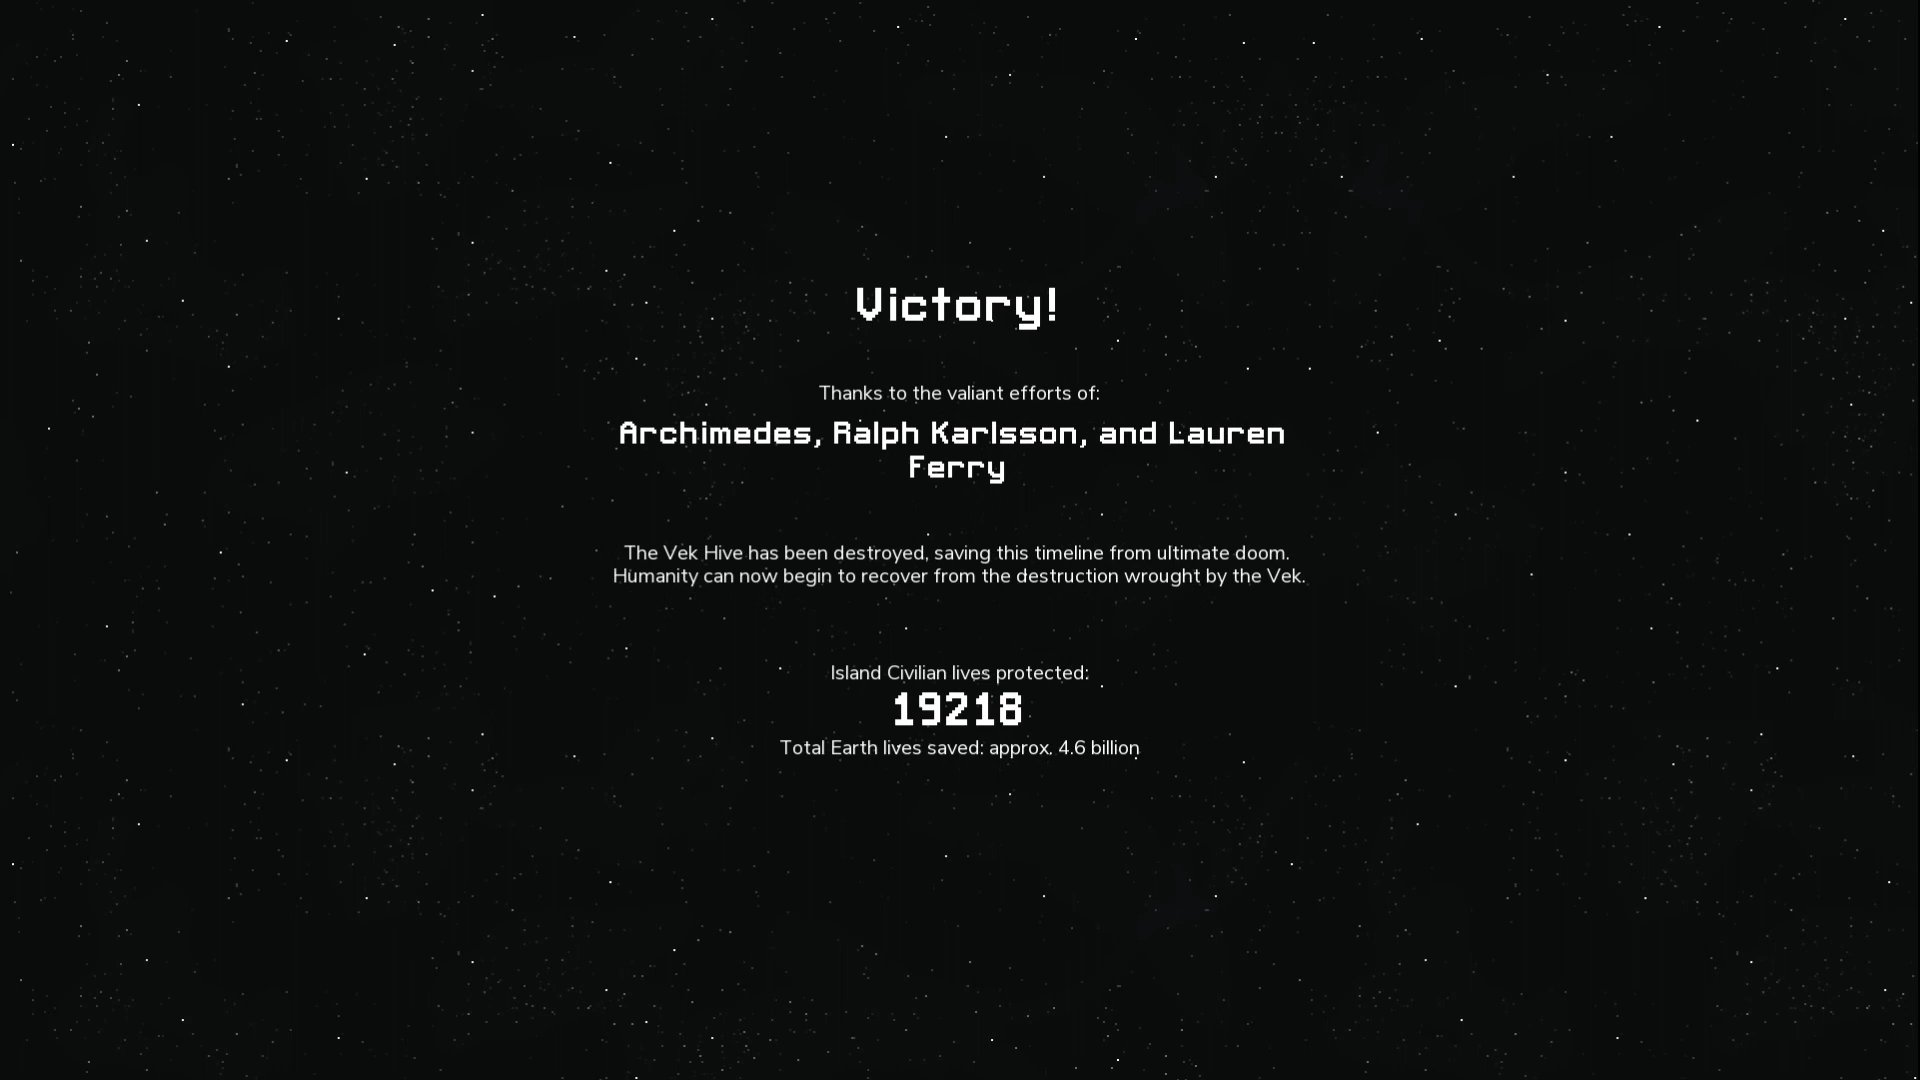 Victory!
Thanks to the valiant efforts of:
Archimedes, Ralph Karlsson, and Lauren
Ferry
The Vek Hive has been destroyed, saving this timeline from ultimate doom.
Humanity can now begin to recover from the destruction wrought by the Vek.
Island Civilian lives protected:
19218
Total Earth lives saved: approx. 4.6 billion